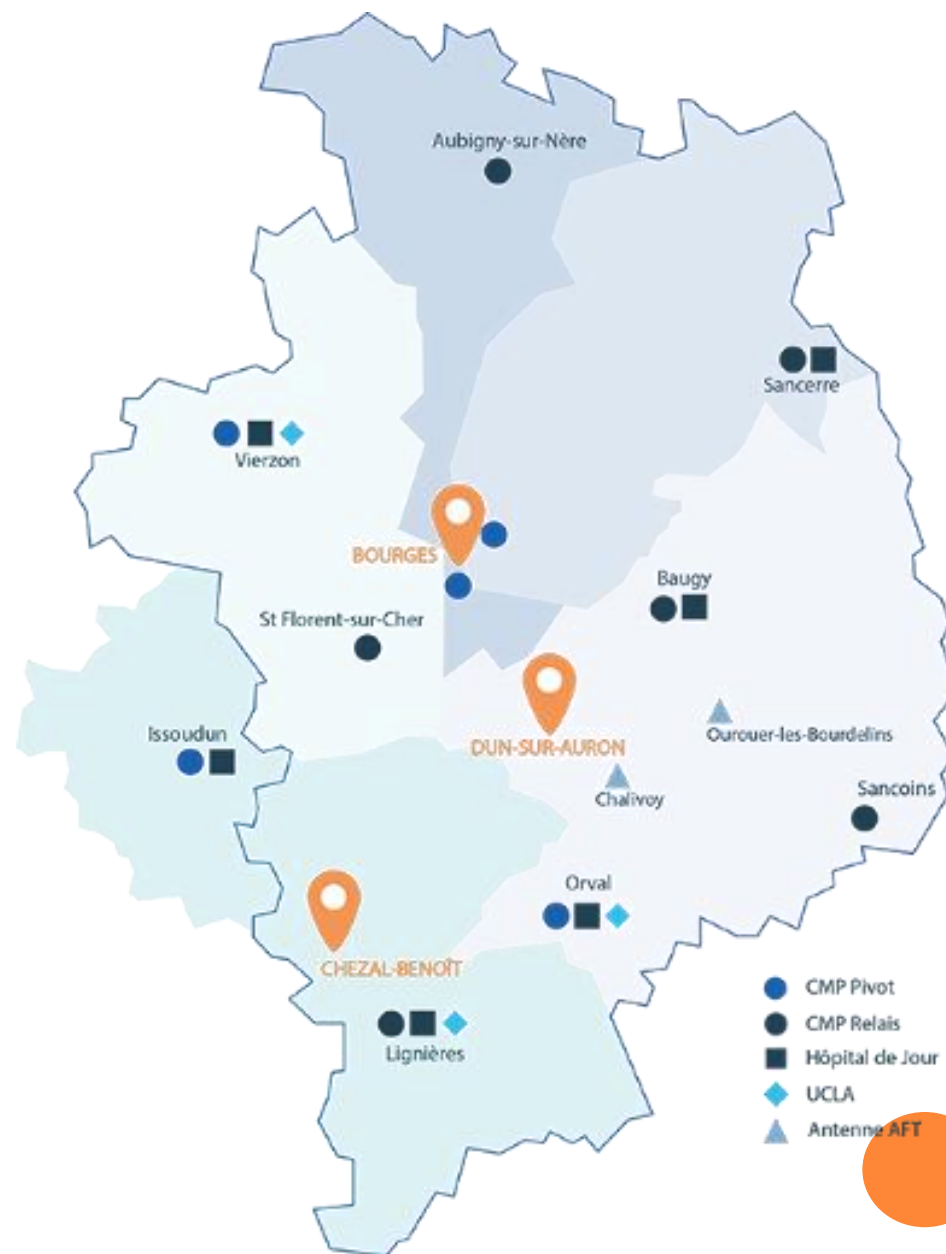 Aubigny-sur-Nère
Sancerre
Vierzon
BOURGES
Baugy
St Florent-sur-Cher
Issoudun
DUN-SUR-AURON
Ourouer-les-Bourdelins
Chalivoy
Sancoins
Orval
CHEZAL-BENOÎT
Lignières
CMP Pivot
CMP Relais
Hôpital de Jour
UCLA
Antenne AFT